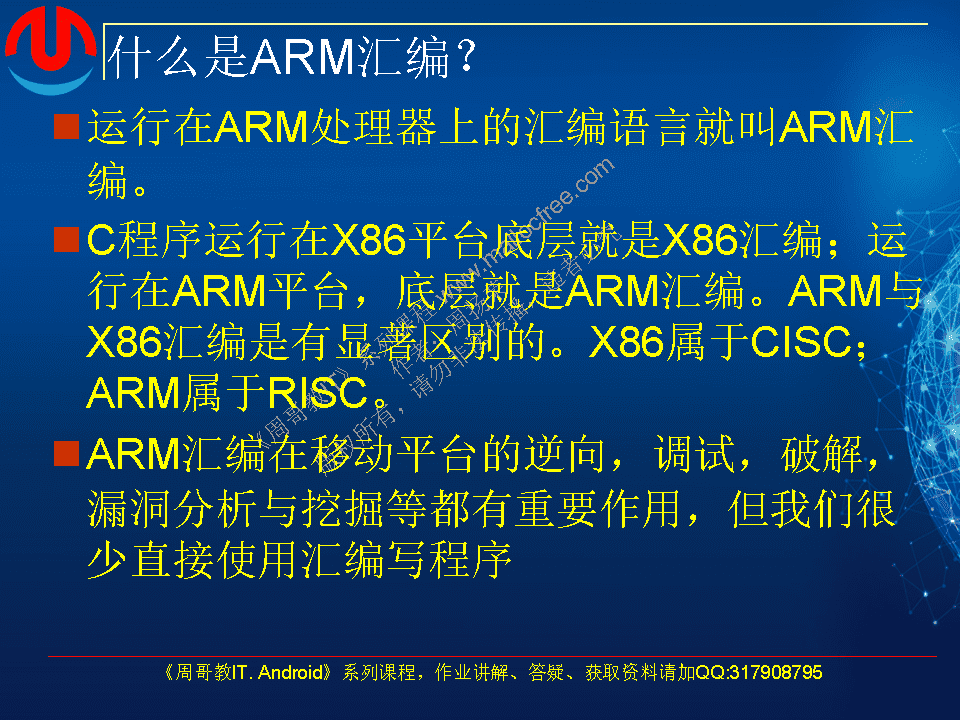 什么是ARM汇编？
运行在ARM处理器上的汇编语言就叫ARM汇
编。
C程序运行在X86平台底层就是X86汇编；运
行在ARM平台，底层就是ARM汇编。ARM与
X86汇编是有显著区别的。X86属于CISC；
ARM属于RISC。
ARM汇编在移动平台的逆向，调试，破解，
漏洞分析与挖掘等都有重要作用，但我们很
少直接使用汇编写程序
《周哥教IT. Android》系列课程，作业讲解、答疑、获取资料请加QQ:317908795